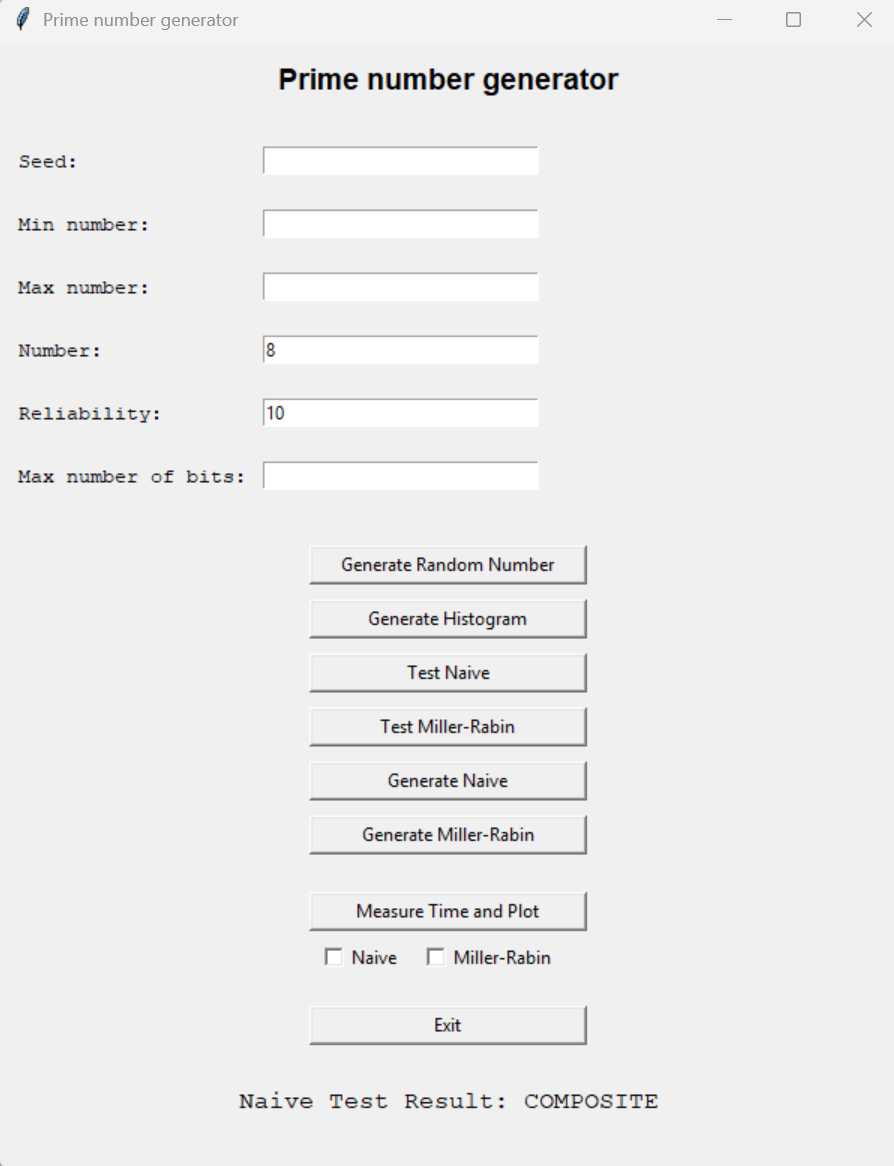 Prime number generator
Prime number generator
Seed:
Min number:
Max number:
Number: 8
Reliability: 10
Max number of bits:
Generate Random Number
Generate Histogram
Test Naive
Test Miller-Rabin
Generate Naive
Generate Miller-Rabin
Measure Time and Plot
Naive Miller-Rabin
Exit
Naive Test Result: COMPOSITE